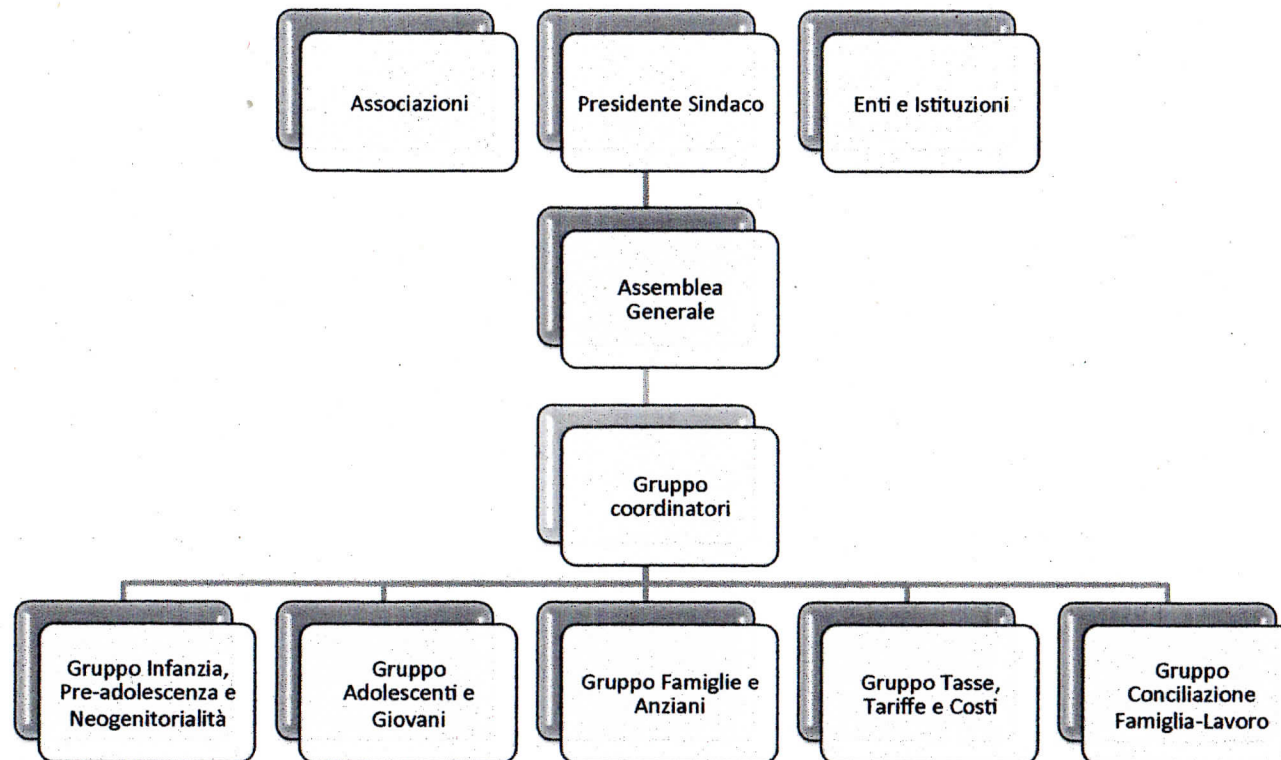 Associazioni
Presidente Sindaco
Enti e Istituzioni
Assemblea
Generale
Gruppo
coordinatori
Gruppo Infanzia,
Pre-adolescenza e
Neogenitorialità
Gruppo
Adolescenti e
Giovani
Gruppo Famiglie e
Anziani
Gruppo Tasse,
Tariffe e Costi
Gruppo
Conciliazione
Famiglia-Lavoro